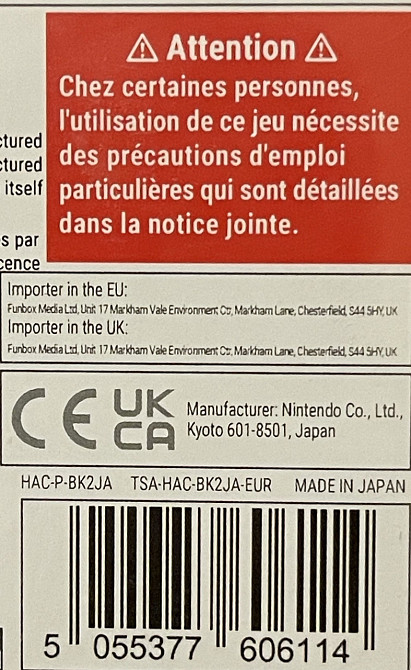 ⚠ Attention ⚠
Chez certaines personnes,
l'utilisation de ce jeu nécessite
des précautions d'emploi
particulières qui sont détaillées
dans la notice jointe.
ctured
ctured
itself
s par
cence
Importer in the EU:
Funbox Media Ltd, Unit 17 Markham Vale Environment Ctr, Markham Lane, Chesterfield, S44 5HY, UK
Importer in the UK:
Funbox Media Ltd, Unit 17 Markham Vale Environment Ctr, Markham Lane, Chesterfield, S44 5HY, UK
CE UK
CA
Manufacturer: Nintendo Co., Ltd.,
Kyoto 601-8501, Japan
HAC-P-BK2JA TSA-HAC-BK2JA-EUR MADE IN JAPAN
5 055377 606114